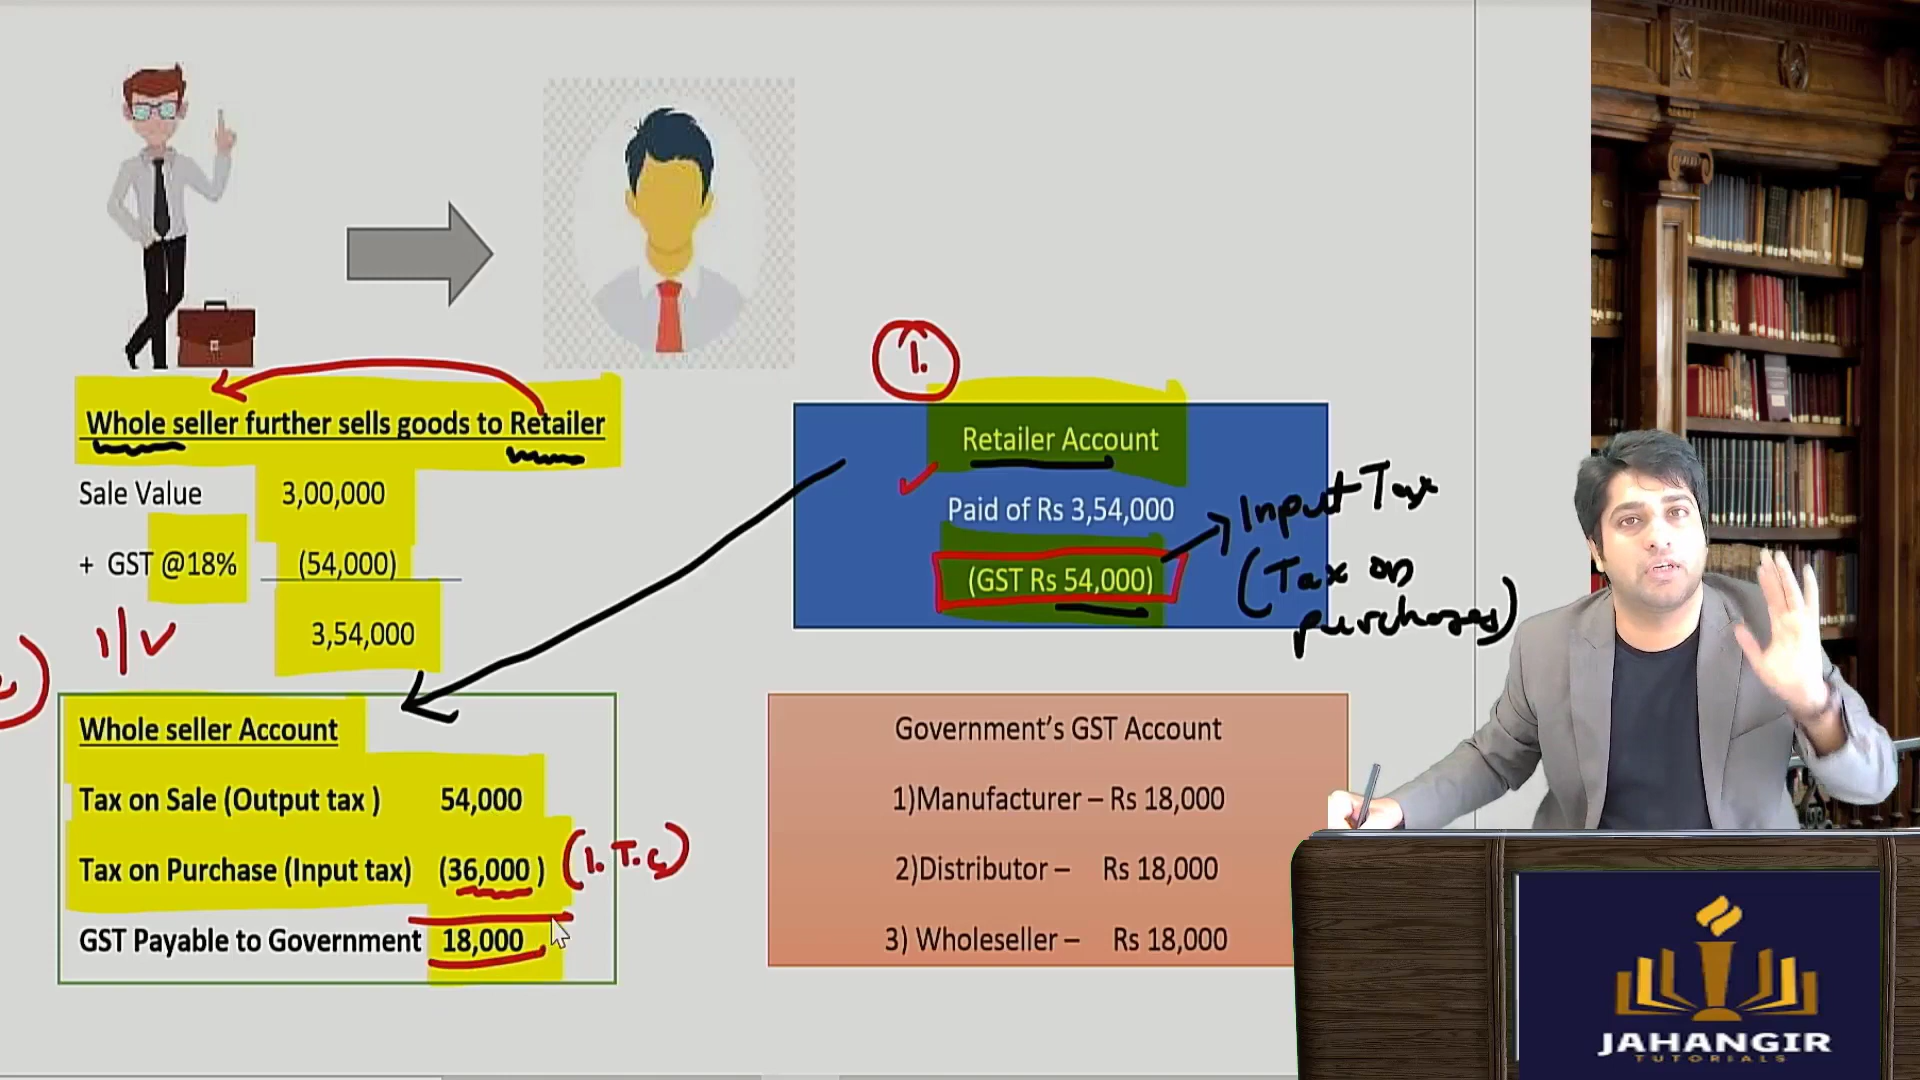 Whole seller further sells goods to Retailer
Sale Value 3,00,000
+ GST @18% (54,000)
3,54,000
Whole seller Account
Tax on Sale (Output tax ) 54,000
Tax on Purchase (Input tax) (36,000 ) (I.T.C)
GST Payable to Government 18,000
1.
Retailer Account
Paid of Rs 3,54,000
(GST Rs 54,000)
Input Tax
(Tax on
purchases)
Government's GST Account
1)Manufacturer – Rs 18,000
2)Distributor – Rs 18,000
3) Wholeseller – Rs 18,000
JAHANGIR
TUTORIALS